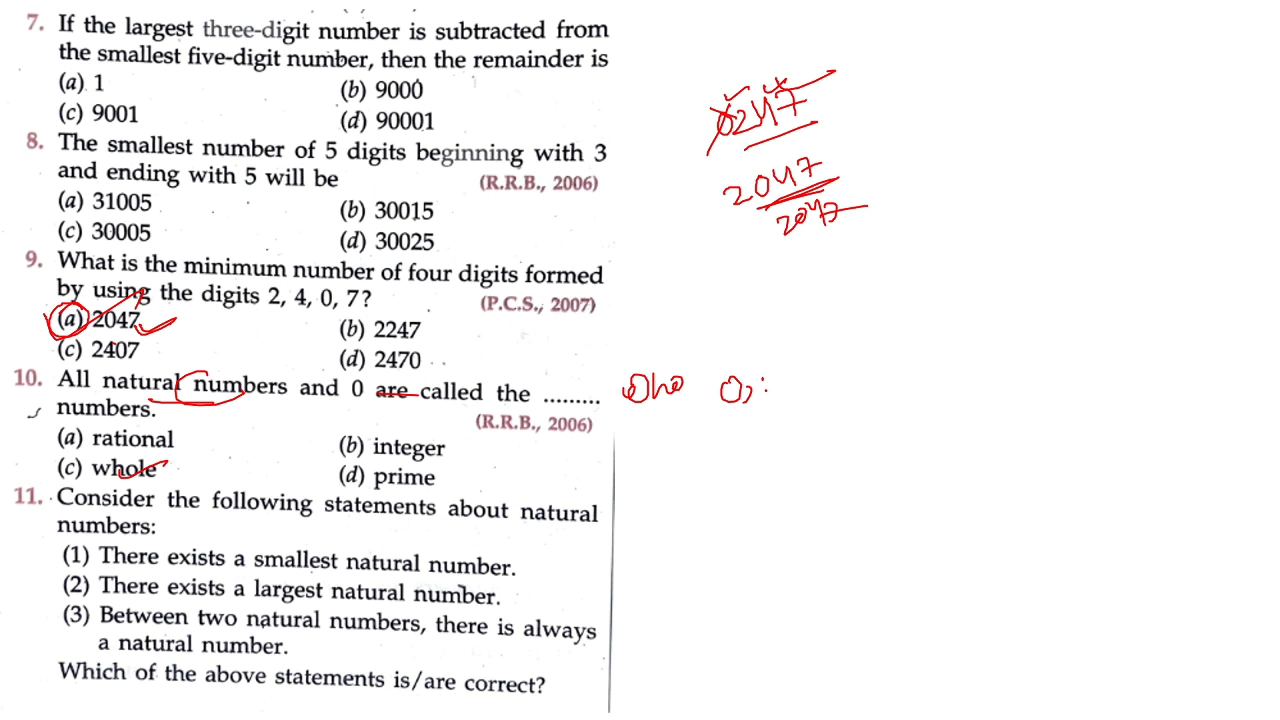 7. If the largest three-digit number is subtracted from
the smallest five-digit number, then the remainder is
(a) 1 (b) 9000
(c) 9001 (d) 90001
8. The smallest number of 5 digits beginning with 3
and ending with 5 will be (R.R.B., 2006)
(a) 31005 (b) 30015
(c) 30005 (d) 30025
9. What is the minimum number of four digits formed
by using the digits 2, 4, 0, 7? (P.C.S., 2007)
(a) 2047 (b) 2247
(c) 2407 (d) 2470
10. All natural numbers and 0 are called the .........
numbers. (R.R.B., 2006)
(a) rational (b) integer
(c) whole (d) prime
11. Consider the following statements about natural
numbers:
(1) There exists a smallest natural number.
(2) There exists a largest natural number.
(3) Between two natural numbers, there is always
a natural number.
Which of the above statements is/are correct?
0247
2047
2047